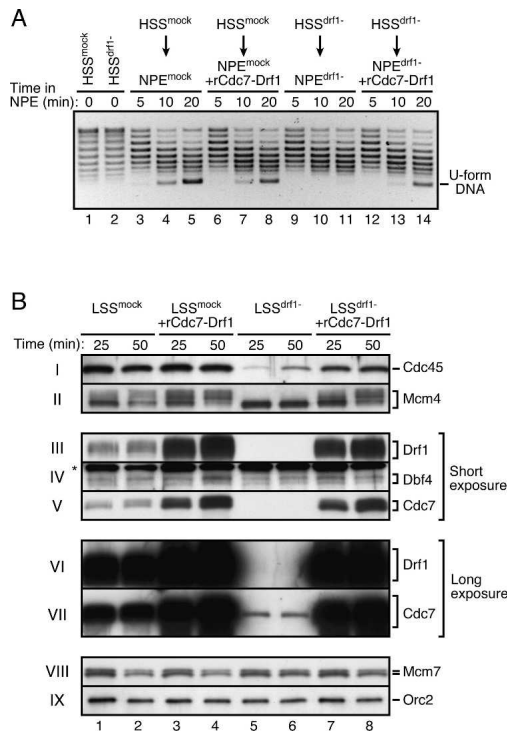 A
HSSmock
HSSdrf1-
HSSmock
HSSmock
HSSdrf1-
HSSdrf1-
NPEmock
NPEmock
+rCdc7-Drf1
NPEdrf1-
NPEdrf1-
+rCdc7-Drf1
Time in
NPE (min):
0 0 5 10 20 5 10 20 5 10 20 5 10 20
U-form
DNA
1 2 3 4 5 6 7 8 9 10 11 12 13 14
B
LSSmock
LSSmock
+rCdc7-Drf1
LSSdrf1-
LSSdrf1-
+rCdc7-Drf1
Time (min): 25 50 25 50 25 50 25 50
I Cdc45
II Mcm4
III Drf1
* IV Dbf4
V Cdc7
Short
exposure
VI Drf1
VII Cdc7
Long
exposure
VIII Mcm7
IX Orc2
1 2 3 4 5 6 7 8